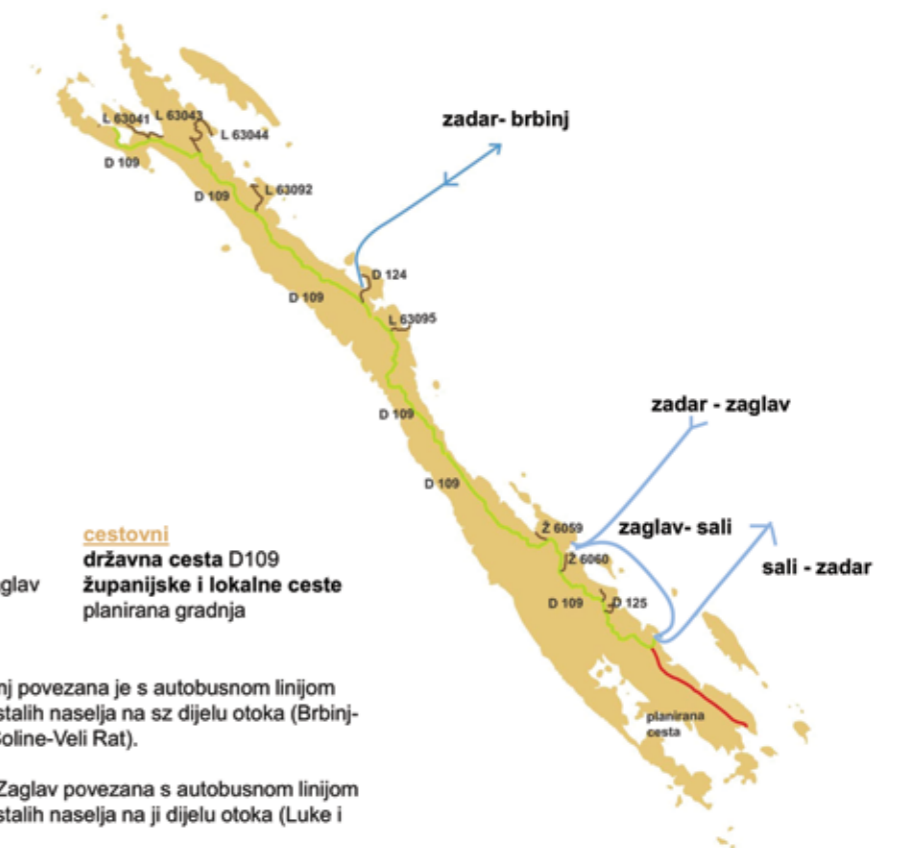 zadar- brbinj
L 63041 L 63043
L 63044
D 109
D 109
L 63092
D 124
D 109
L 63095
D 109
zadar - zaglav
D 109
Ž 6059
zaglav- sali
Ž 6060
sali - zadar
D 109
D 125
planirana
cesta
cestovni
državna cesta D109
županijske i lokalne ceste
planirana gradnja
glav
nj povezana je s autobusnom linijom
stalih naselja na sz dijelu otoka (Brbinj-
Soline-Veli Rat).
Zaglav povezana s autobusnom linijom
stalih naselja na ji dijelu otoka (Luke i